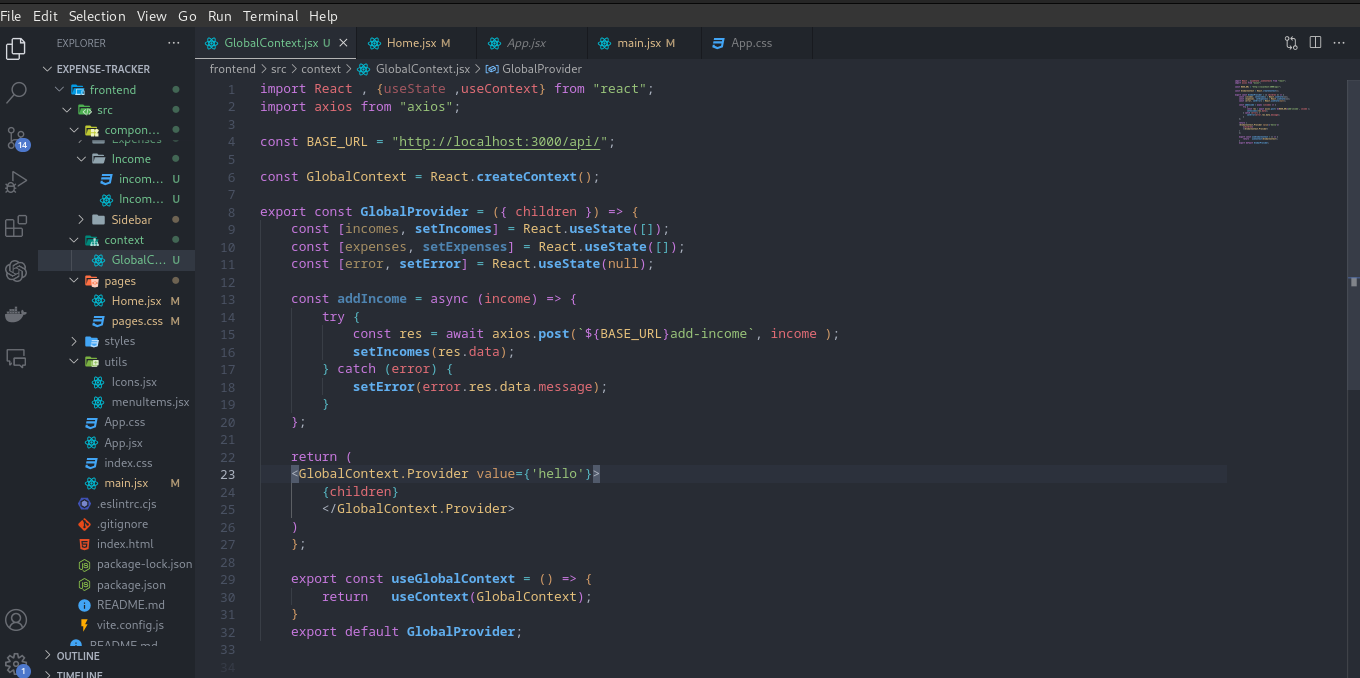 File Edit Selection View Go Run Terminal Help
EXPLORER ...
GlobalContext.jsx U × Home.jsx M App.jsx main.jsx M App.css ...
EXPENSE-TRACKER
frontend
src
compon...
Expenses
Income
incom... U
Incom... U
Sidebar
context
GlobalC... U
pages
Home.jsx M
pages.css M
styles
utils
Icons.jsx
menuItems.jsx
App.css
App.jsx
index.css
main.jsx M
.eslintrc.cjs
.gitignore
index.html
package-lock.json
package.json
README.md
vite.config.js
README.md
OUTLINE
TIMELINE
14
1
frontend > src > context > GlobalContext.jsx > GlobalProvider
1 import React , {useState ,useContext} from "react";
2 import axios from "axios";
3
4 const BASE_URL = "http://localhost:3000/api/";
5
6 const GlobalContext = React.createContext();
7
8 export const GlobalProvider = ({ children }) => {
9 const [incomes, setIncomes] = React.useState([]);
10 const [expenses, setExpenses] = React.useState([]);
11 const [error, setError] = React.useState(null);
12
13 const addIncome = async (income) => {
14 try {
15 const res = await axios.post(`${BASE_URL}add-income`, income );
16 setIncomes(res.data);
17 } catch (error) {
18 setError(error.res.data.message);
19 }
20 };
21
22 return (
23 <GlobalContext.Provider value={'hello'}>
24 {children}
25 </GlobalContext.Provider>
26 )
27 };
28
29 export const useGlobalContext = () => {
30 return useContext(GlobalContext);
31 }
32 export default GlobalProvider;
33
34